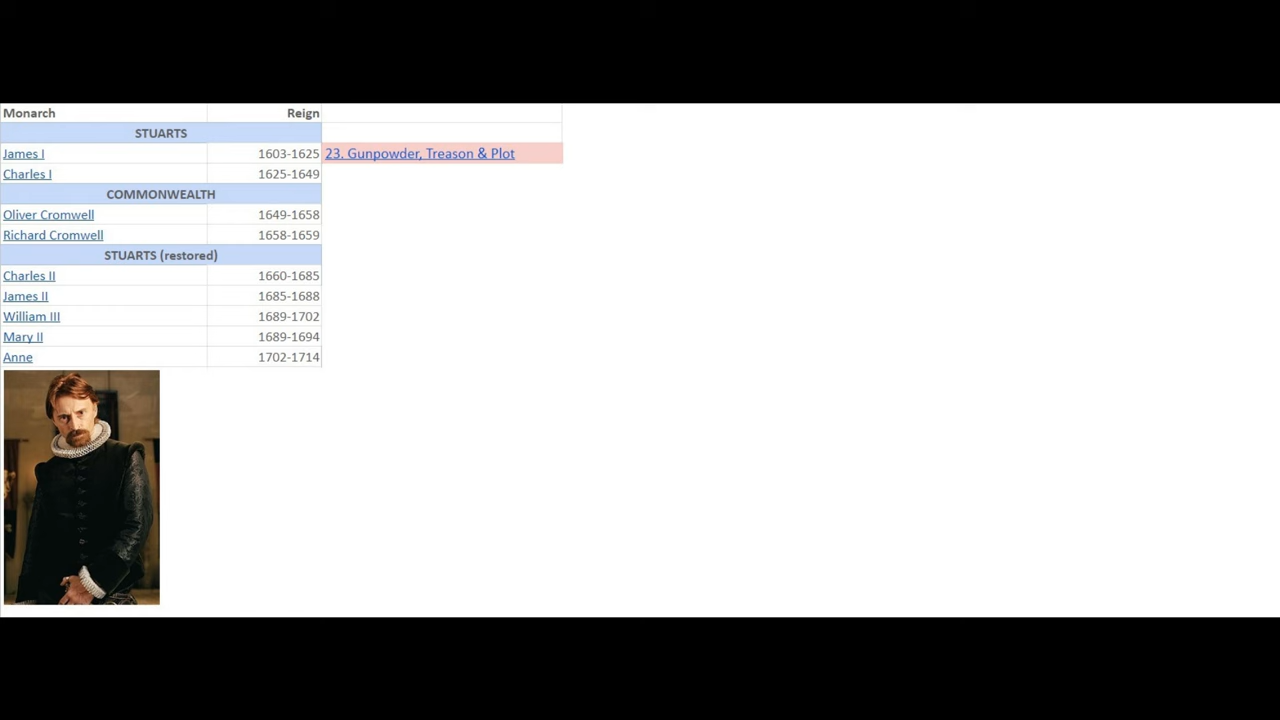 Monarch Reign
STUARTS
James I 1603-1625 23. Gunpowder, Treason & Plot
Charles I 1625-1649
COMMONWEALTH
Oliver Cromwell 1649-1658
Richard Cromwell 1658-1659
STUARTS (restored)
Charles II 1660-1685
James II 1685-1688
William III 1689-1702
Mary II 1689-1694
Anne 1702-1714